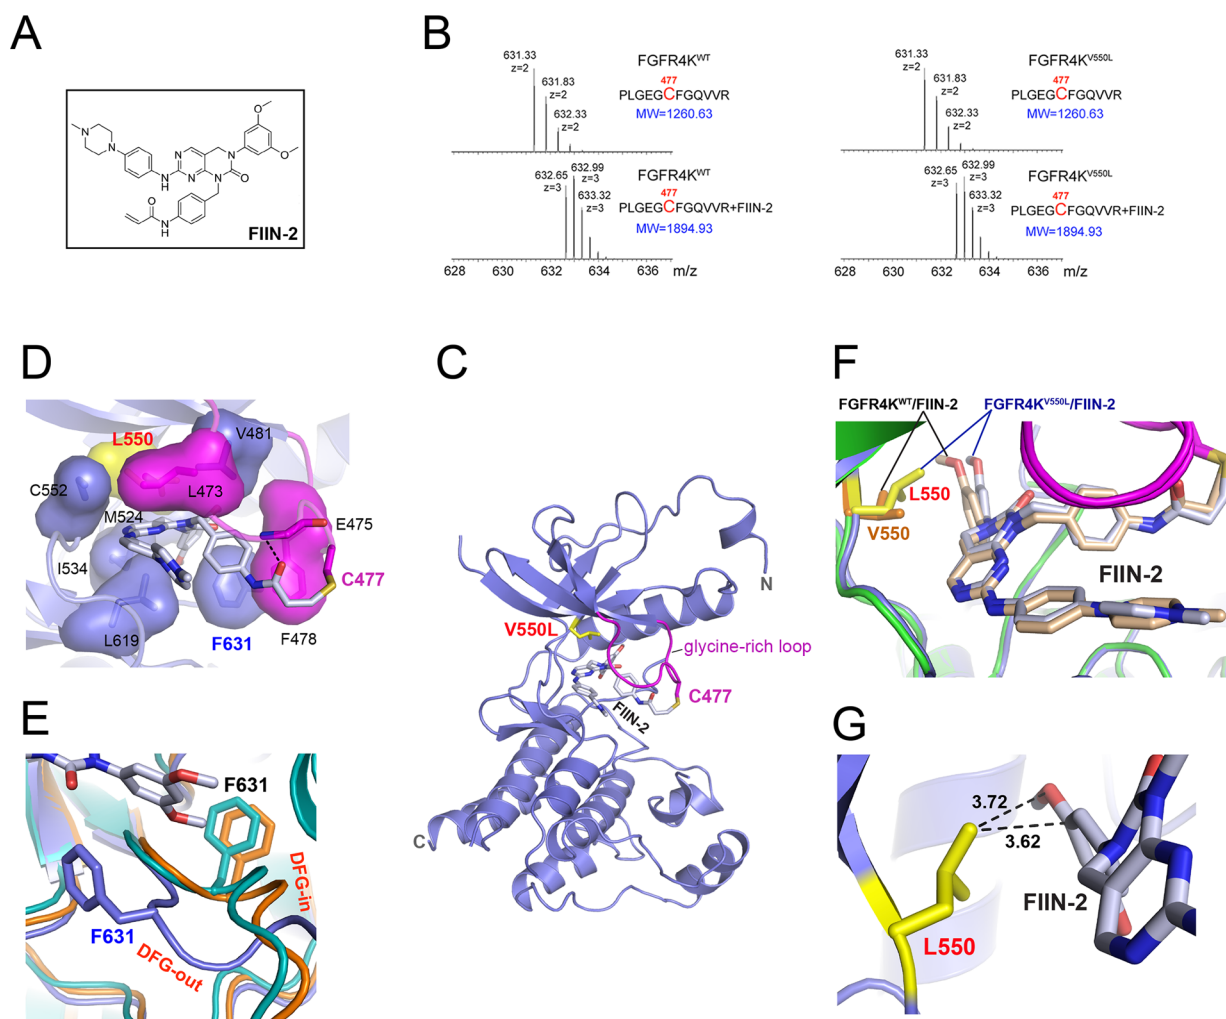 A
B
N
N
N
NH
N
N
N
O
O
O
O
NH
FIIN-2
631.33
z=2
631.83
z=2
632.33
z=2
FGFR4K^WT
477
PLGEGCFGQVVR
MW=1260.63
632.65
z=3
632.99
z=3
633.32
z=3
FGFR4K^WT
477
PLGEGCFGQVVR+FIIN-2
MW=1894.93
628 630 632 634 636 m/z
631.33
z=2
631.83
z=2
632.33
z=2
FGFR4K^V550L
477
PLGEGCFGQVVR
MW=1260.63
632.65
z=3
632.99
z=3
633.32
z=3
FGFR4K^V550L
477
PLGEGCFGQVVR+FIIN-2
MW=1894.93
628 630 632 634 636 m/z
D
L550
V481
C552
L473
M524
E475
I534
C477
L619
F631
F478
C
N
V550L
glycine-rich loop
C477
FIIN-2
C
F
FGFR4K^WT/FIIN-2
FGFR4K^V550L/FIIN-2
L550
V550
FIIN-2
E
F631
DFG-in
F631
DFG-out
G
3.72
3.62
FIIN-2
L550